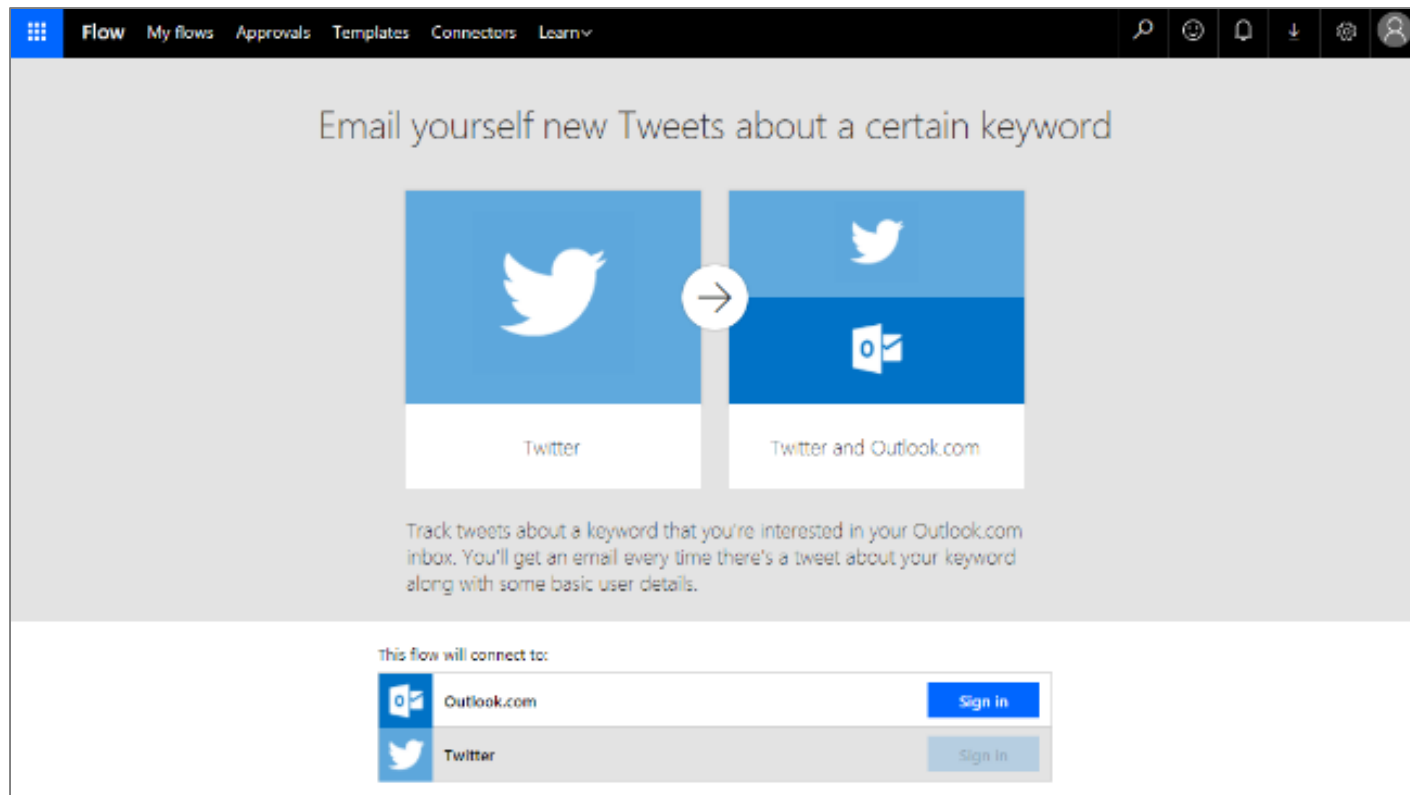 Flow My flows Approvals Templates Connectors Learn
Email yourself new Tweets about a certain keyword
Twitter
Twitter and Outlook.com
Track tweets about a keyword that you're interested in your Outlook.com
inbox. You'll get an email every time there's a tweet about your keyword
along with some basic user details.
This flow will connect to:
Outlook.com Sign in
Twitter Sign in